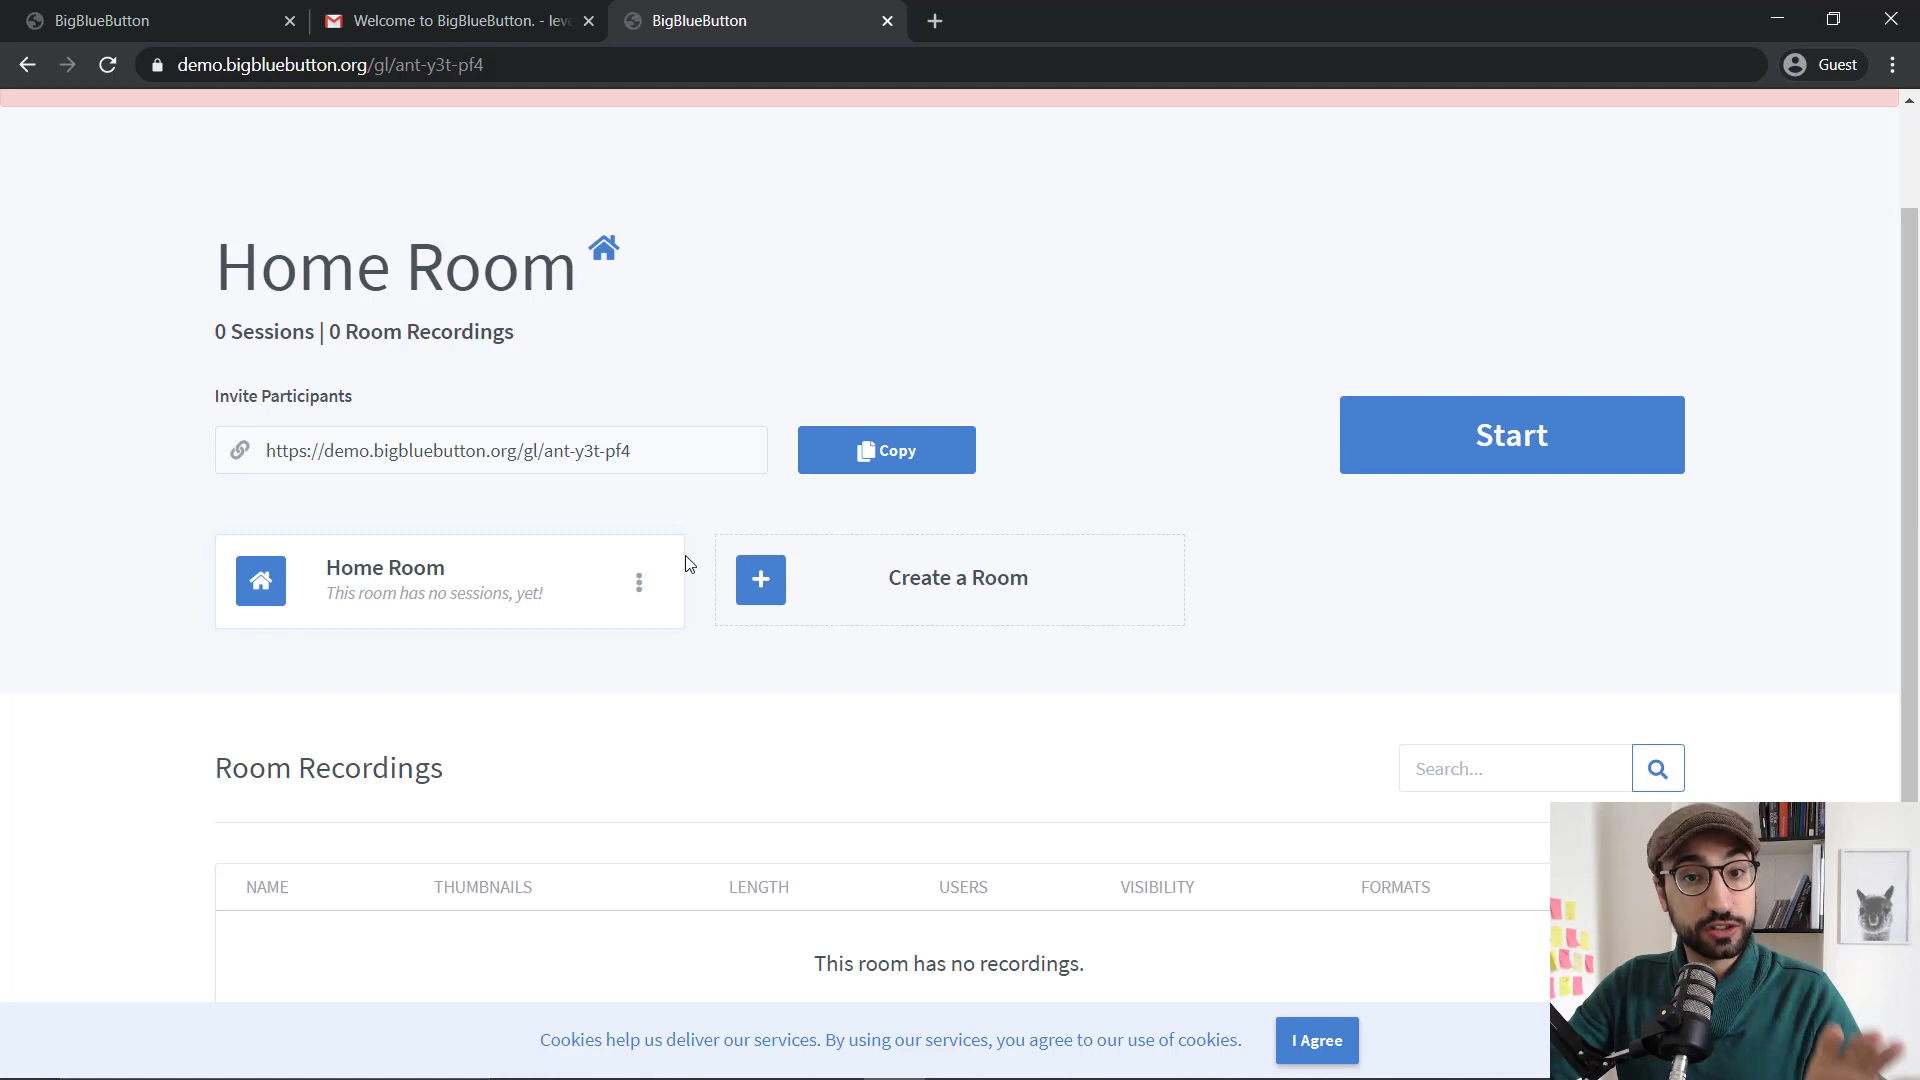 BigBlueButton
Welcome to BigBlueButton. - lev
BigBlueButton
demo.bigbluebutton.org/gl/ant-y3t-pf4
Guest
Home Room
0 Sessions | 0 Room Recordings
Invite Participants
https://demo.bigbluebutton.org/gl/ant-y3t-pf4
Copy
Start
Home Room
This room has no sessions, yet!
Create a Room
Room Recordings
Search...
NAME THUMBNAILS LENGTH USERS VISIBILITY FORMATS
This room has no recordings.
Cookies help us deliver our services. By using our services, you agree to our use of cookies.
I Agree